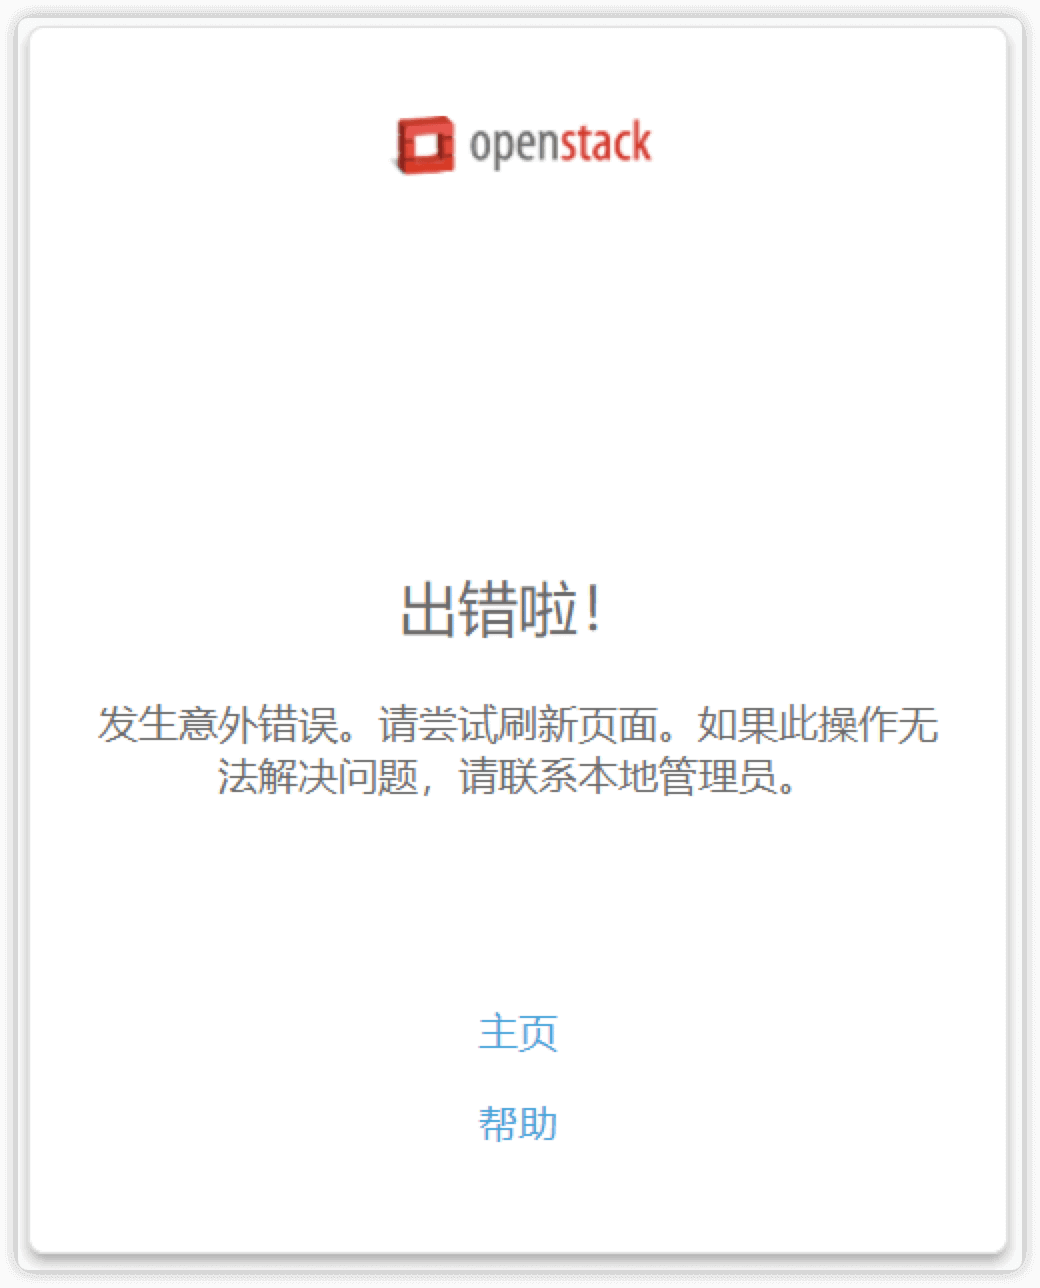 openstack
出错啦！
发生意外错误。请尝试刷新页面。如果此操作无
法解决问题，请联系本地管理员。
主页
帮助